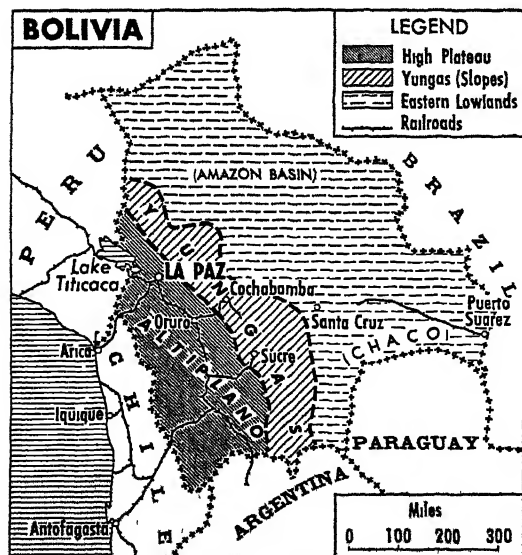 BOLIVIA
LEGEND
High Plateau
Yungas (Slopes)
Eastern Lowlands
Railroads
BRAZIL
(AMAZON BASIN)
PERU
YUNGAS
Lake
Titicaca
LA PAZ
Cochabamba
Santa Cruz
Puerto
Suarez
Oruro
Arica
ALTIPLANO
Sucre
(CHACO)
CHILE
Iquique
PARAGUAY
ARGENTINA
Antofagasta
Miles
0 100 200 300